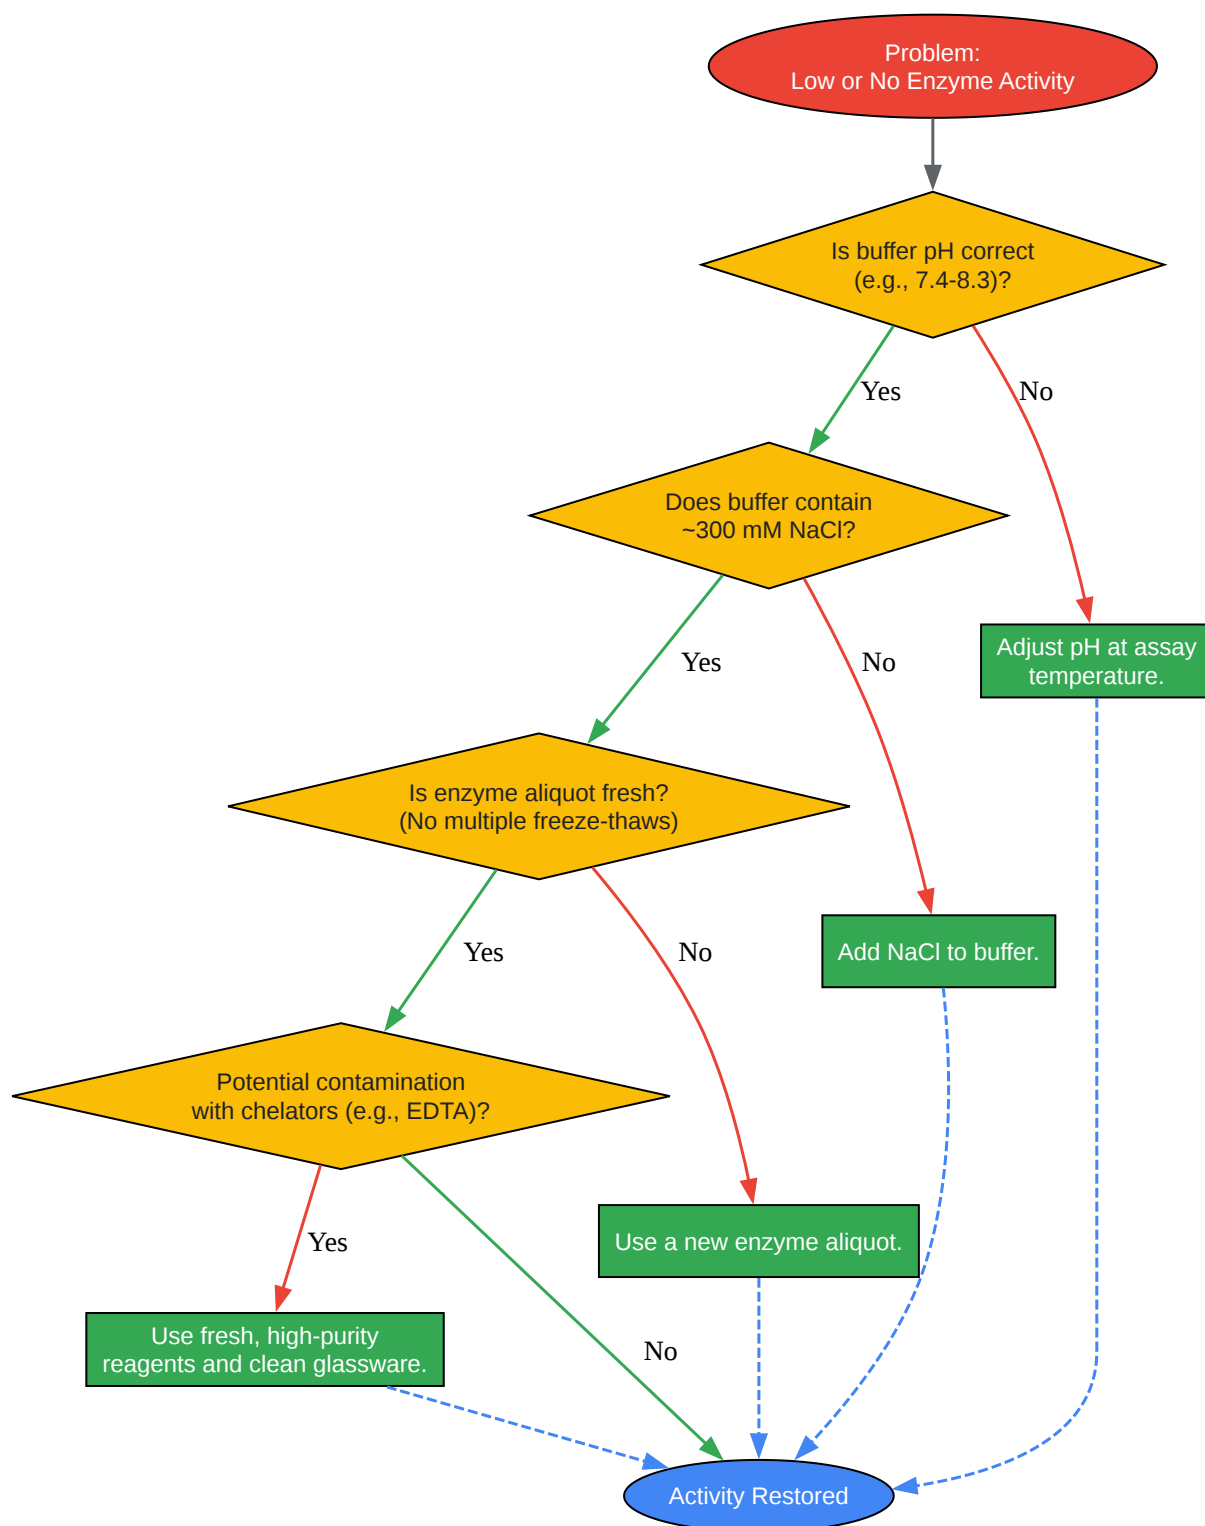 Problem:
Low or No Enzyme Activity
Is buffer pH correct
(e.g., 7.4-8.3)?
Yes
No
Does buffer contain
~300 mM NaCl?
Yes
No
Adjust pH at assay
temperature.
Is enzyme aliquot fresh?
(No multiple freeze-thaws)
Yes
No
Add NaCl to buffer.
Potential contamination
with chelators (e.g., EDTA)?
Yes
No
Use a new enzyme aliquot.
Use fresh, high-purity
reagents and clean glassware.
Activity Restored